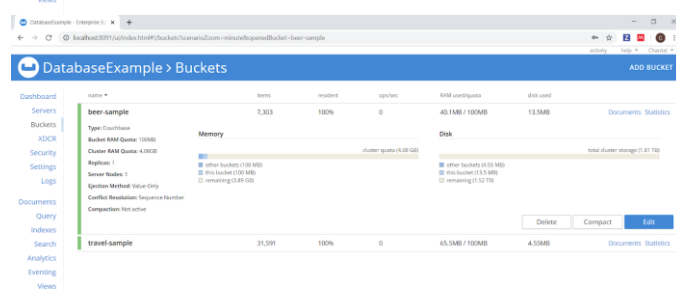 Views
DatabaseExample - Enterprise Ed
localhost:8091/ui/index.html#!/buckets?scenarioZoom=minute&openedBucket=beer-sample
activity help Chantal
DatabaseExample > Buckets
ADD BUCKET
Dashboard
Servers
Buckets
XDCR
Security
Settings
Logs
Documents
Query
Indexes
Search
Analytics
Eventing
Views
name items resident ops/sec RAM used/quota disk used
beer-sample 7,303 100% 0 40.1MB / 100MB 13.5MB Documents Statistics
Type: Couchbase
Bucket RAM Quota: 100MB
Cluster RAM Quota: 4.08GB
Replicas: 1
Server Nodes: 1
Ejection Method: Value-Only
Conflict Resolution: Sequence Number
Compaction: Not active
Memory
cluster quota (4.08 GB)
other buckets (100 MB)
this bucket (100 MB)
remaining (3.89 GB)
Disk
total cluster storage (1.81 TB)
other buckets (4.55 MB)
this bucket (13.5 MB)
remaining (1.52 TB)
Delete Compact Edit
travel-sample 31,591 100% 0 65.5MB / 100MB 4.55MB Documents Statistics